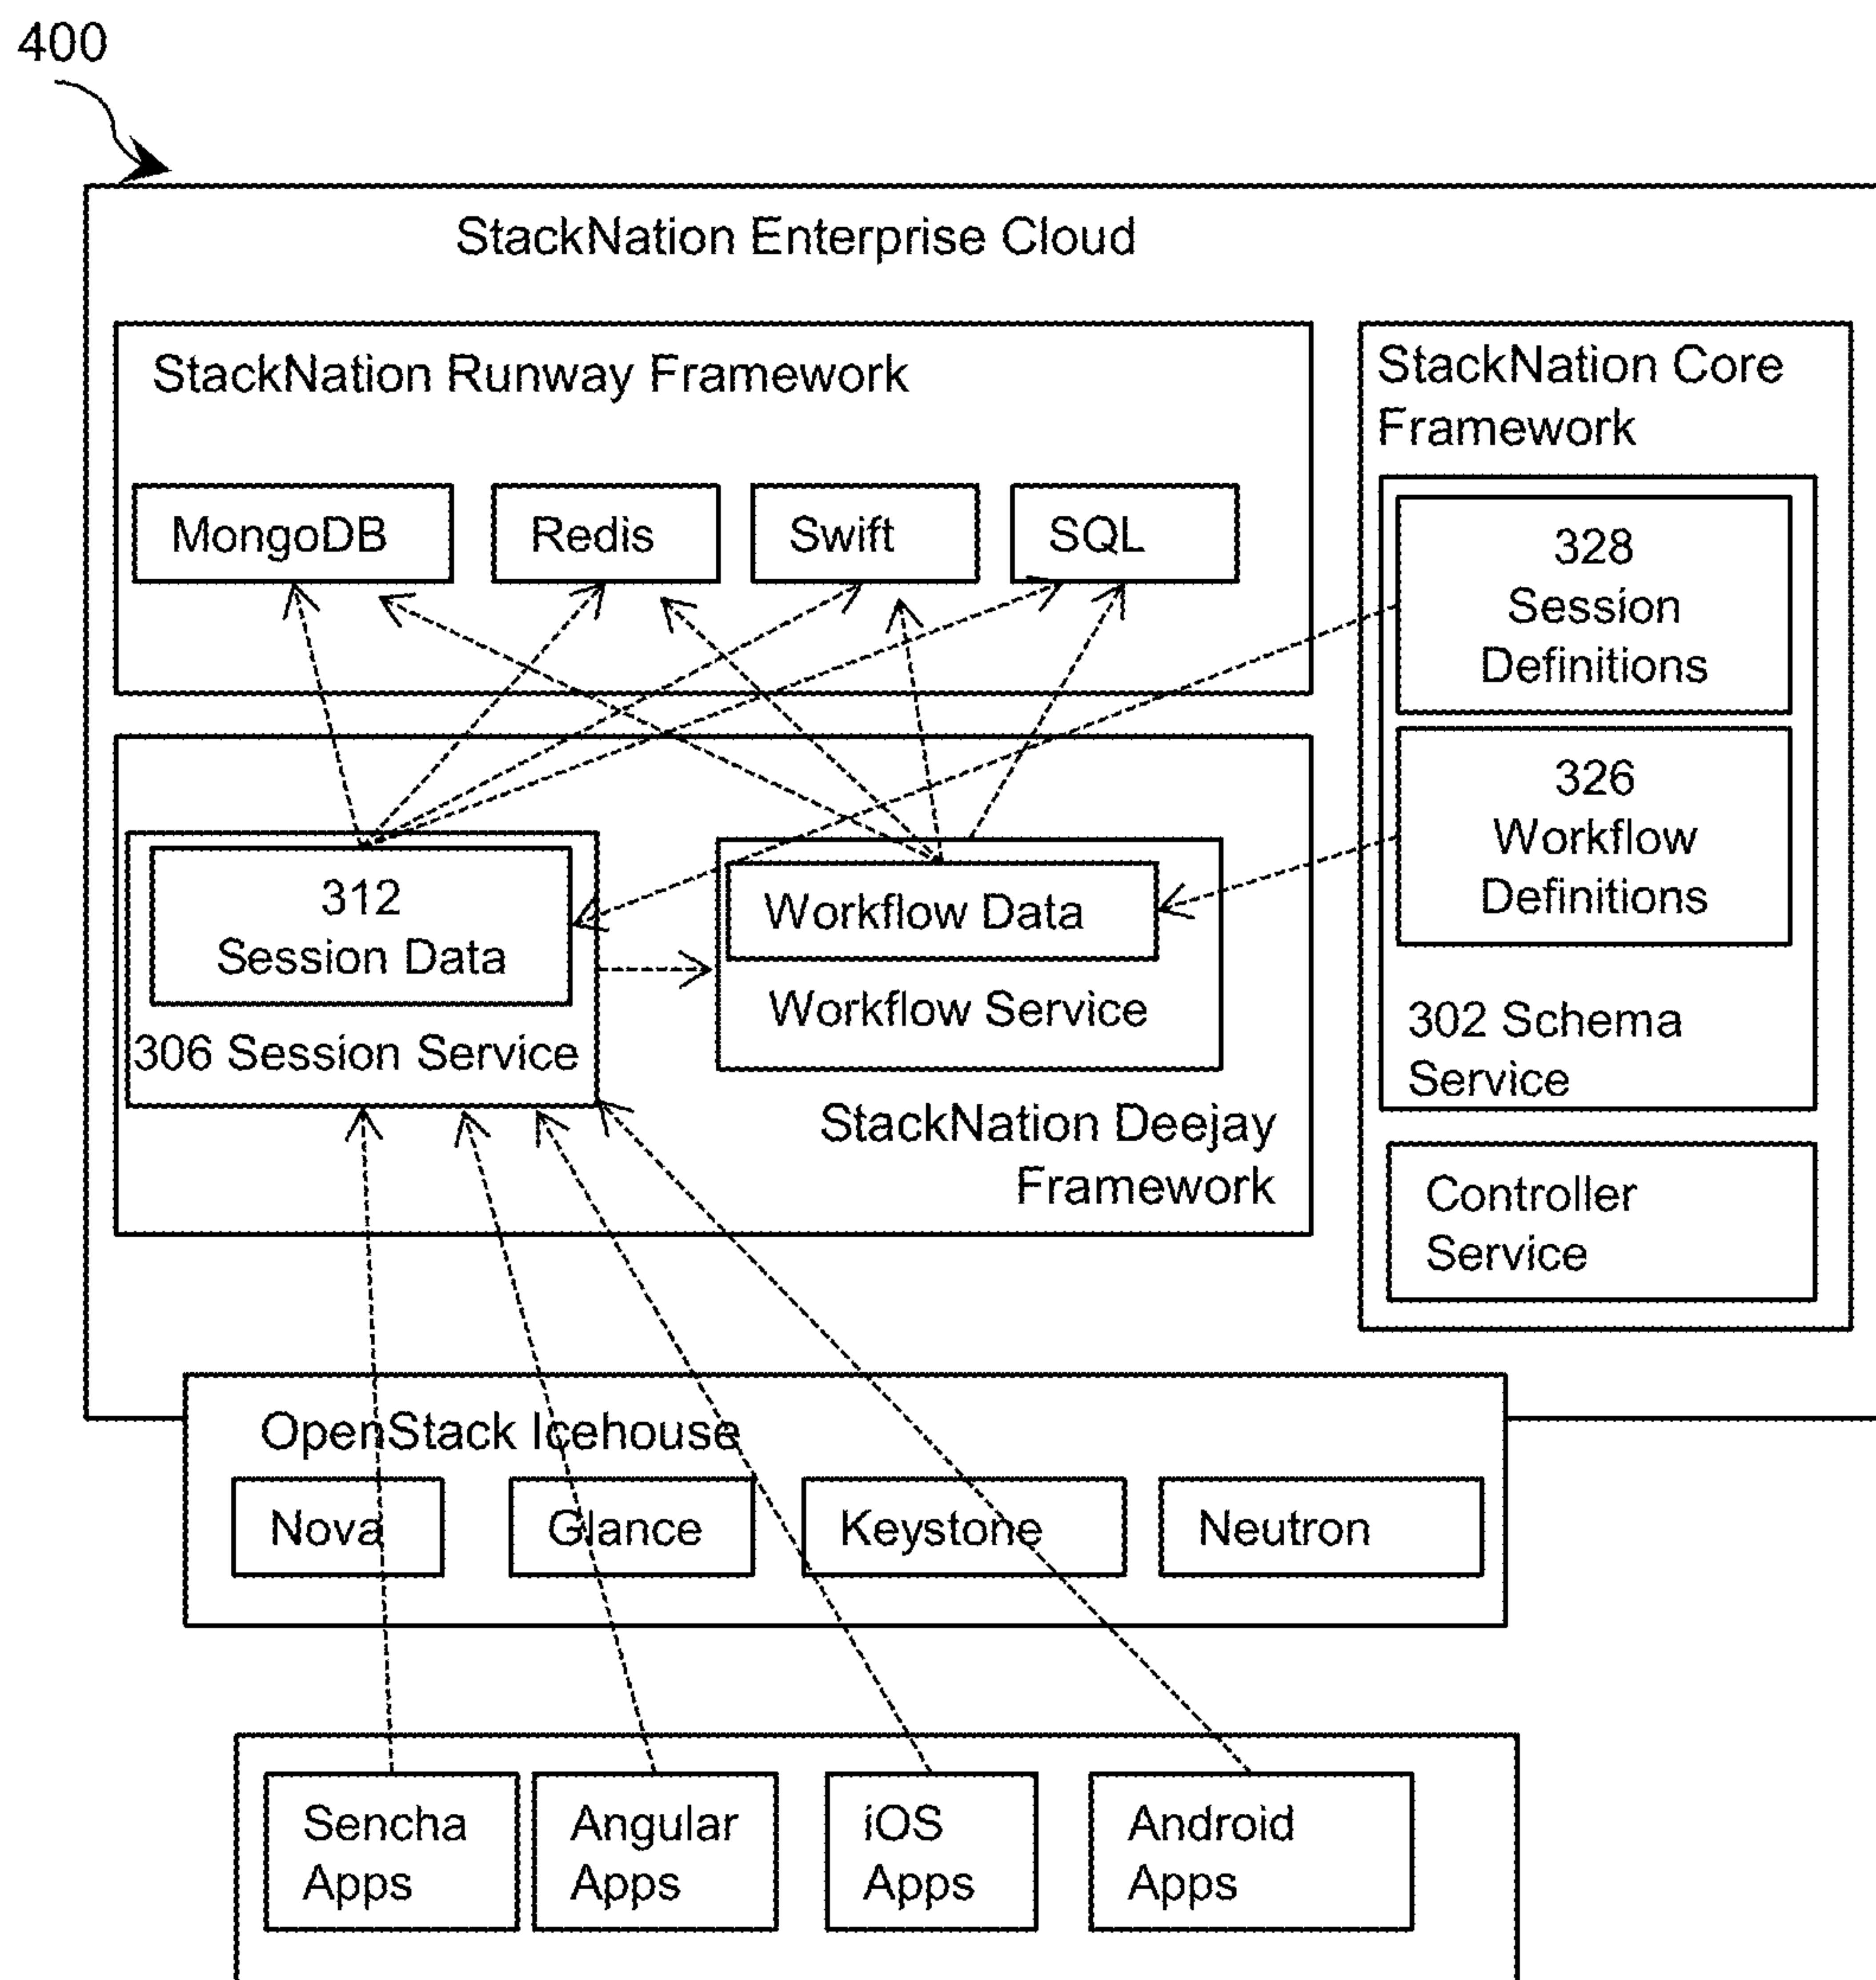 400
StackNation Enterprise Cloud
StackNation Runway Framework
MongoDB
Redis
Swift
SQL
StackNation Core
Framework
328
Session
Definitions
326
Workflow
Definitions
302 Schema
Service
Controller
Service
312
Session Data
306 Session Service
Workflow Data
Workflow Service
StackNation Deejay
Framework
OpenStack Icehouse
Nova
Glance
Keystone
Neutron
Sencha
Apps
Angular
Apps
iOS
Apps
Android
Apps